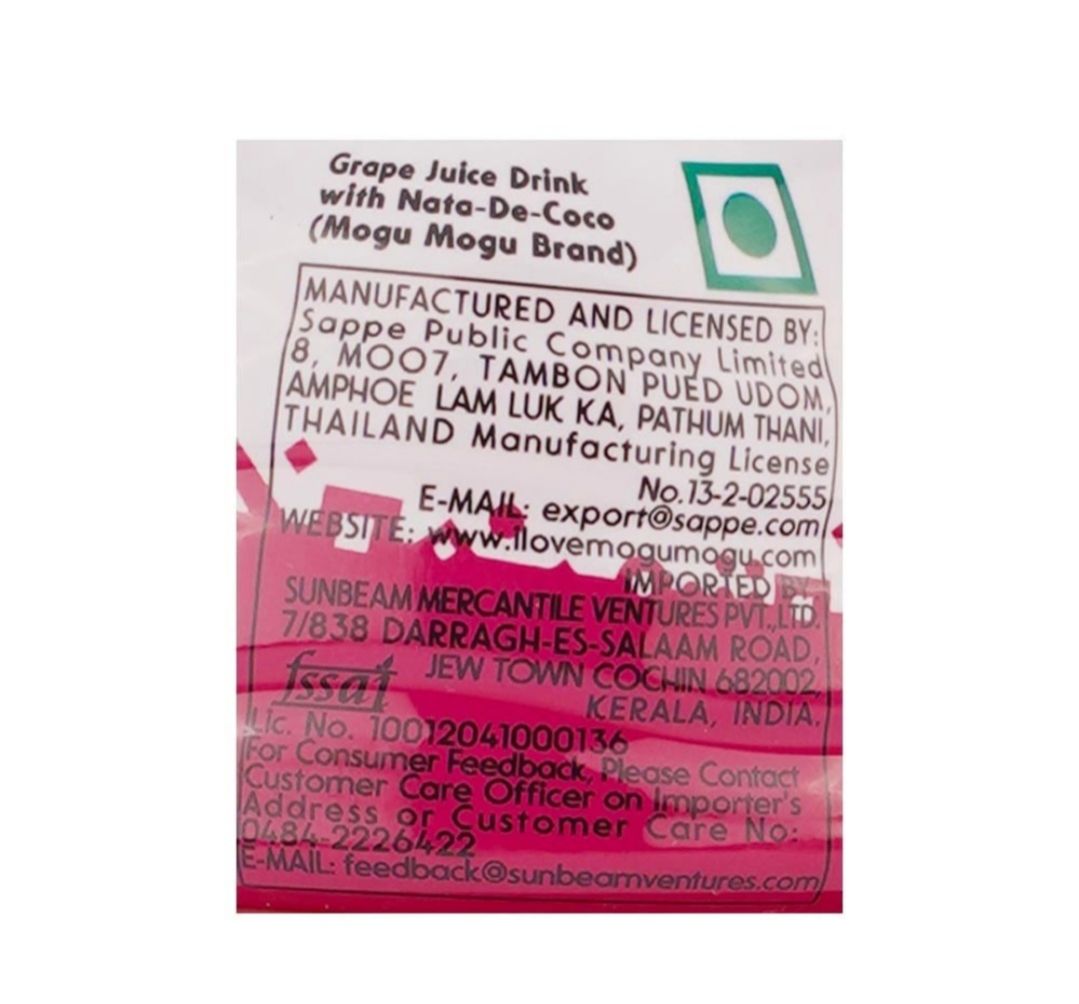 Grape Juice Drink
with Nata-De-Coco
(Mogu Mogu Brand)
MANUFACTURED AND LICENSED BY:
Sappe Public Company Limited
8, MOO7, TAMBON PUED UDOM,
AMPHOE LAM LUK KA, PATHUM THANI,
THAILAND Manufacturing License
No.13-2-02555
E-MAIL: export@sappe.com
WEBSITE: www.ilovemogumogu.com
IMPORTED BY:
SUNBEAM MERCANTILE VENTURES PVT.,LTD.
7/838 DARRAGH-ES-SALAAM ROAD,
JEW TOWN COCHIN 682002,
KERALA, INDIA.
fssai
Lic. No. 10012041000136
For Consumer Feedback, Please Contact
Customer Care Officer on Importer's
Address or Customer Care No:
0484-2226422
E-MAIL: feedback@sunbeamventures.com